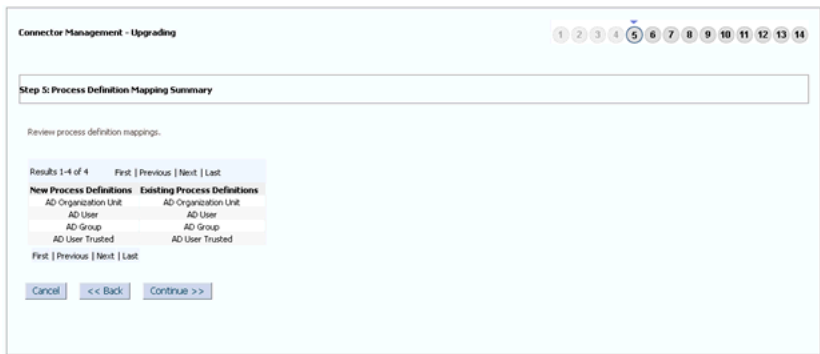 Connector Management - Upgrading
1 2 3 4 5 6 7 8 9 10 11 12 13 14
Step 5: Process Definition Mapping Summary
Review process definition mappings.
Results 1-4 of 4 First | Previous | Next | Last
New Process Definitions Existing Process Definitions
AD Organization Unit AD Organization Unit
AD User AD User
AD Group AD Group
AD User Trusted AD User Trusted
First | Previous | Next | Last
Cancel << Back Continue >>